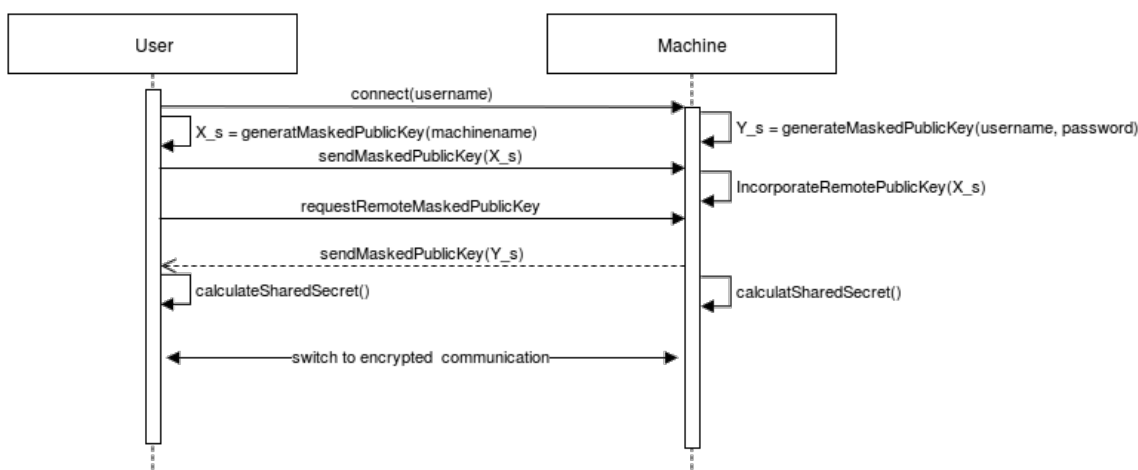 User
Machine
connect(username)
X_s = generatMaskedPublicKey(machinename)
Y_s = generateMaskedPublicKey(username, password)
sendMaskedPublicKey(X_s)
IncorporateRemotePublicKey(X_s)
requestRemoteMaskedPublicKey
sendMaskedPublicKey(Y_s)
calculateSharedSecret()
calculatSharedSecret()
switch to encrypted communication